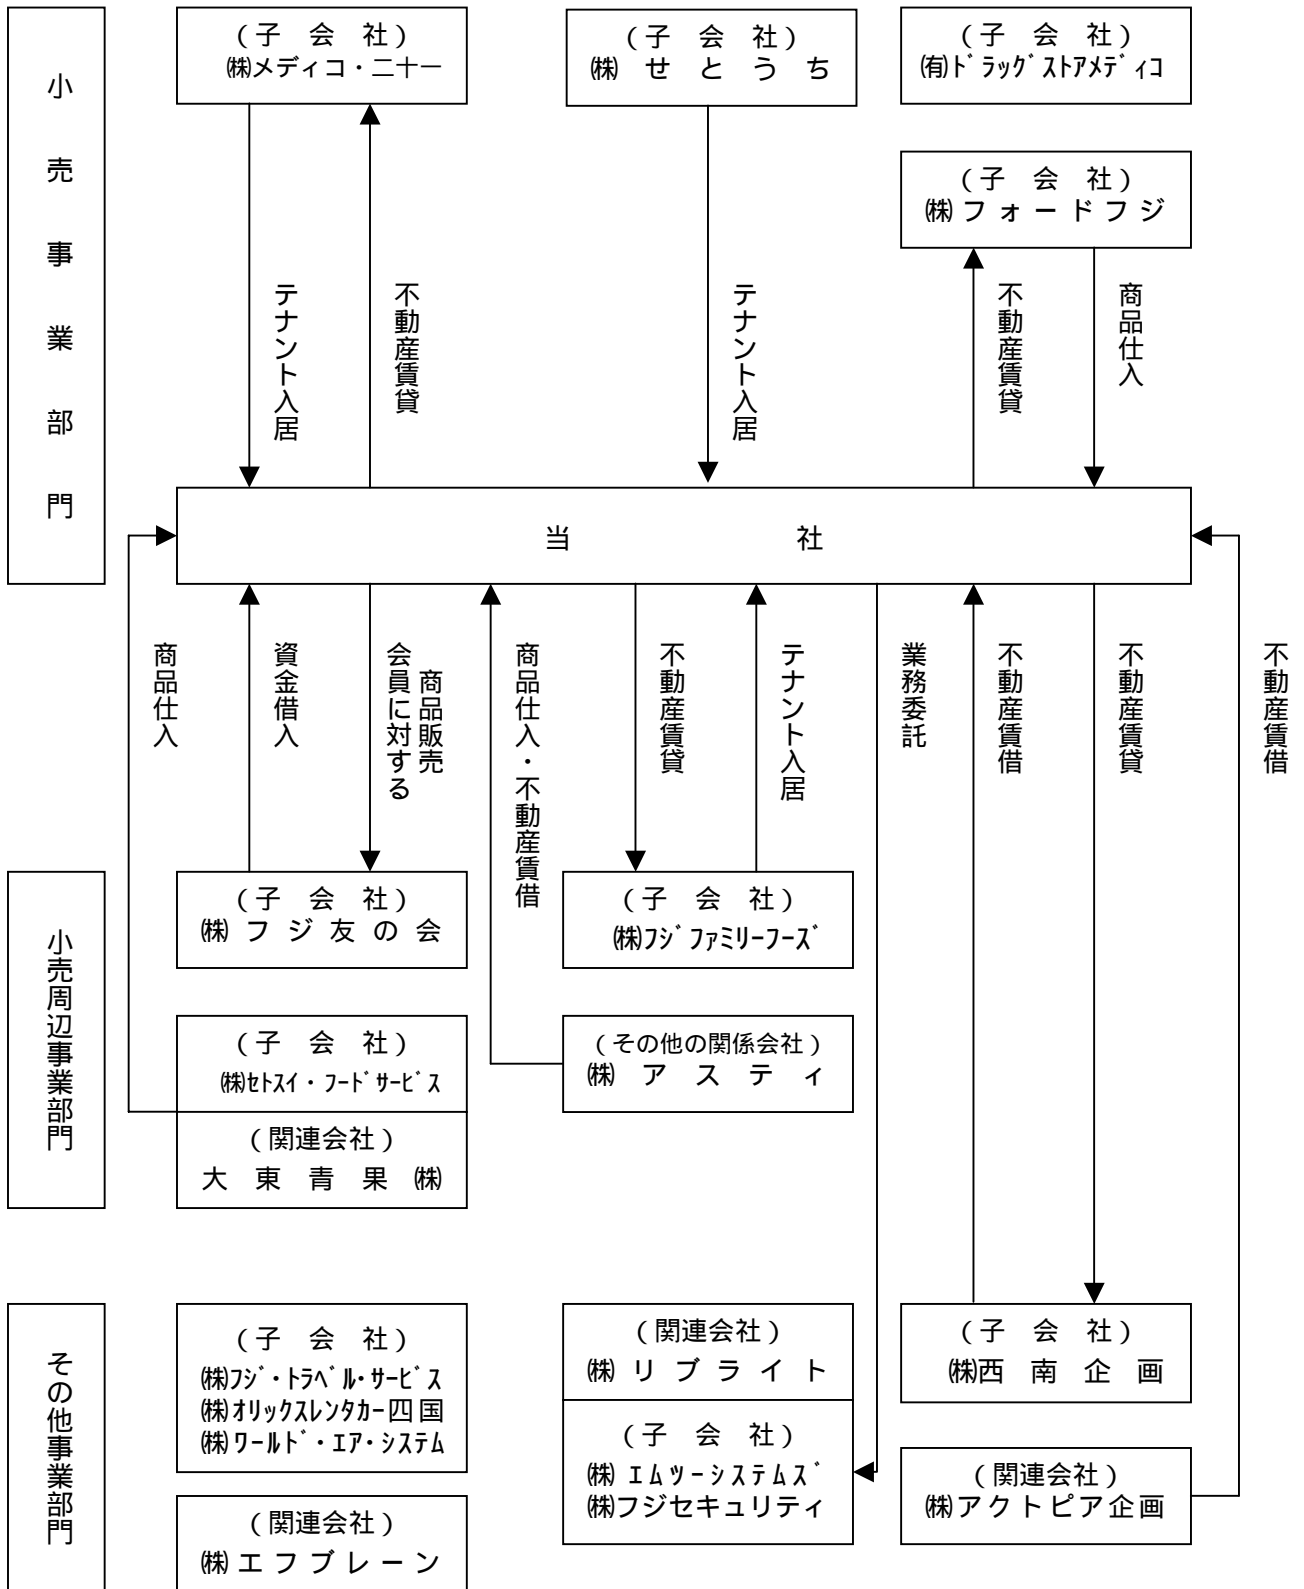 小売事業部門
（子　会　社）
㈱メディコ・二十一
（子　会　社）
㈱せとうち
（子　会　社）
㈲ﾄﾞﾗｯｸﾞｽﾄｱﾒﾃﾞｨｺ
（子　会　社）
㈱フォードフジ
テナント入居
不動産賃貸
テナント入居
不動産賃貸
商品仕入
当　社
商品仕入
資金借入
会員に対する
商品販売
商品仕入・不動産賃借
不動産賃貸
テナント入居
業務委託
不動産賃借
不動産賃貸
不動産賃借
小売周辺事業部門
（子　会　社）
㈱フジ友の会
（子　会　社）
㈱ﾌｼﾞﾌｧﾐﾘｰﾌｰｽﾞ
（子　会　社）
㈱ｾﾄｽｲ・ﾌｰﾄﾞｻｰﾋﾞｽ
（関連会社）
大東青果㈱
（その他の関係会社）
㈱アスティ
その他事業部門
（子　会　社）
㈱ﾌｼﾞ・ﾄﾗﾍﾞﾙ・ｻｰﾋﾞｽ
㈱ｵﾘｯｸｽﾚﾝﾀｶｰ四国
㈱ﾜｰﾙﾄﾞ・ｴｱ・ｼｽﾃﾑ
（関連会社）
㈱エフブレーン
（関連会社）
㈱リブライト
（子　会　社）
㈱ｴﾑﾂｰｼｽﾃﾑｽﾞ
㈱フジセキュリティ
（子　会　社）
㈱西南企画
（関連会社）
㈱アクトピア企画